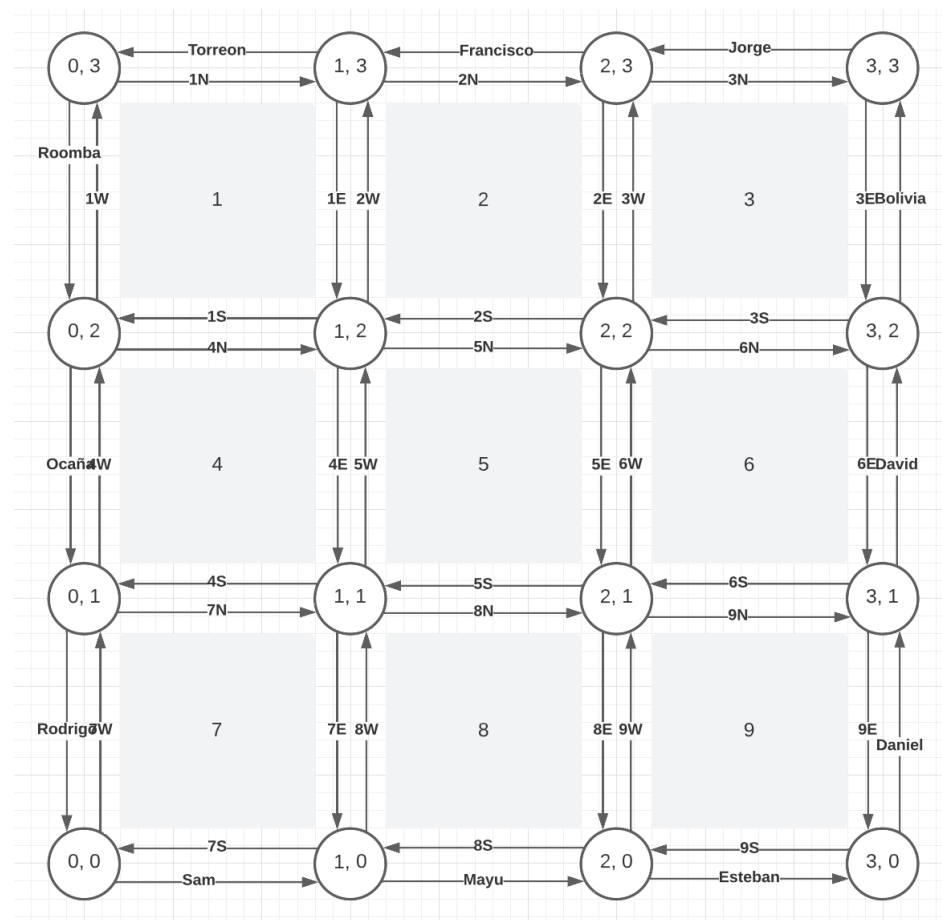 Torreon
Francisco
Jorge
0, 3
1, 3
2, 3
3, 3
1N
2N
3N
Roomba
1W
1
1E
2W
2
2E
3W
3
3E
Bolivia
1S
2S
3S
0, 2
1, 2
2, 2
3, 2
4N
5N
6N
Ocaña
4W
4
4E
5W
5
5E
6W
6
6E
David
4S
5S
6S
0, 1
1, 1
2, 1
3, 1
7N
8N
9N
Rodrigo
7W
7
7E
8W
8
8E
9W
9
9E
Daniel
7S
8S
9S
0, 0
1, 0
2, 0
3, 0
Sam
Mayu
Esteban